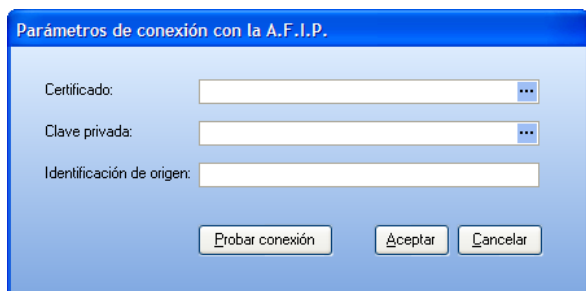 Parámetros de conexión con la A.F.I.P.
Certificado: ...
Clave privada: ...
Identificación de origen:
Probar conexión Aceptar Cancelar